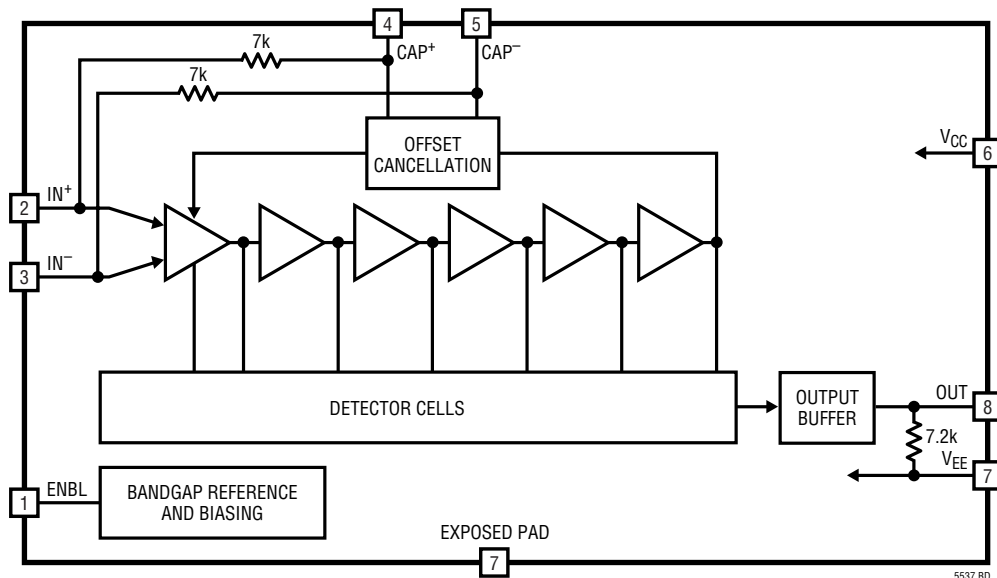 4
5
CAP+
CAP–
7k
7k
OFFSET
CANCELLATION
VCC
6
2
IN+
3
IN–
DETECTOR CELLS
OUTPUT
BUFFER
OUT
8
7.2k
VEE
7
1
ENBL
BANDGAP REFERENCE
AND BIASING
EXPOSED PAD
7
5537 BD